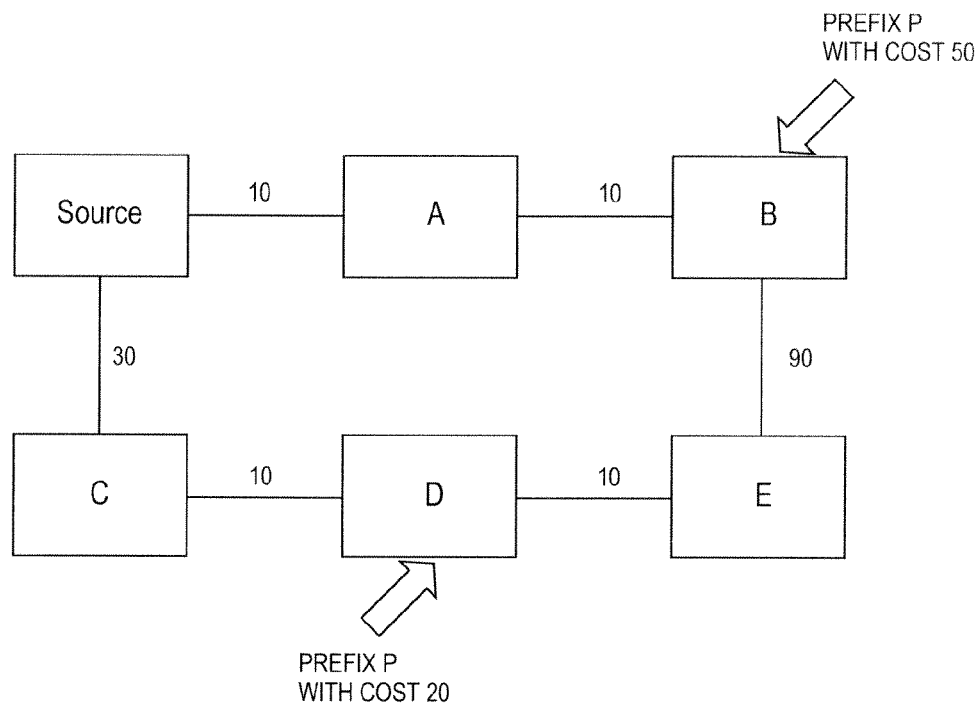 PREFIX P
WITH COST 50
Source
10
A
10
B
30
90
C
10
D
10
E
PREFIX P
WITH COST 20